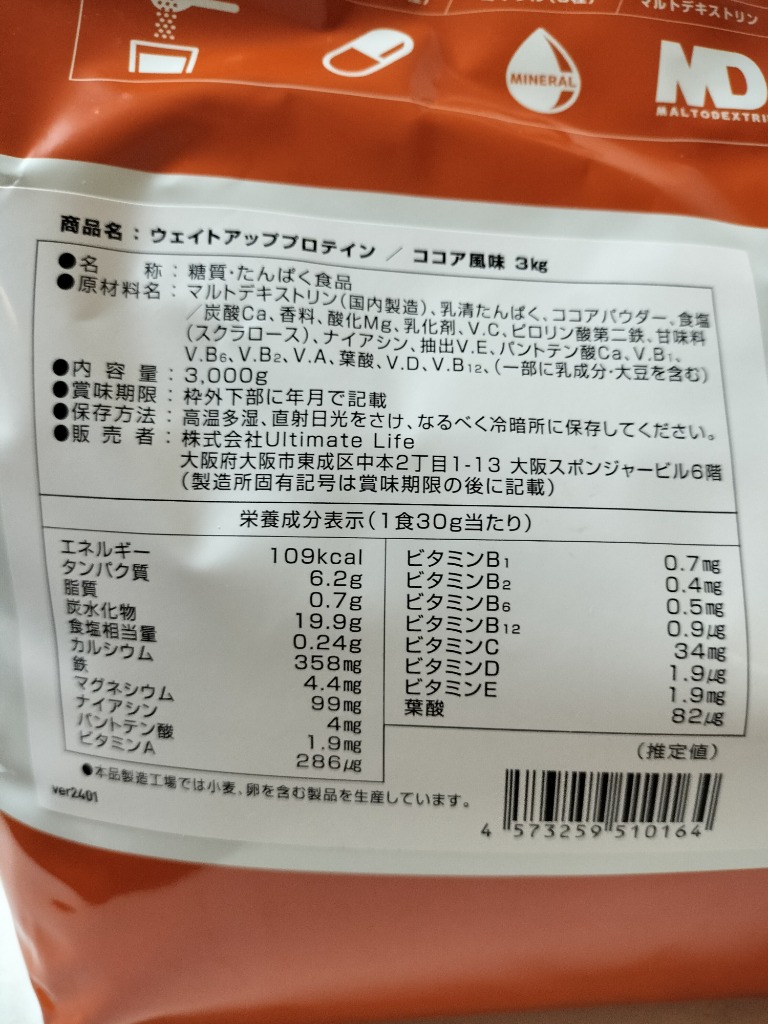 マルトデキストリン
MINERAL
MD
商品名：ウェイトアッププロテイン ／ ココア風味 3kg
●名　　称：糖質・たんぱく食品
●原材料名：マルトデキストリン(国内製造)、乳清たんぱく、ココアパウダー、食塩
／炭酸Ca、香料、酸化Mg、乳化剤、V.C、ピロリン酸第二鉄、甘味料
(スクラロース)、ナイアシン、抽出V.E、パントテン酸Ca、V.B1、
V.B6、V.B2、V.A、葉酸、V.D、V.B12、(一部に乳成分・大豆を含む)
●内容量：3,000g
●賞味期限：枠外下部に年月で記載
●保存方法：高温多湿、直射日光をさけ、なるべく冷暗所に保存してください。
●販売者：株式会社Ultimate Life
大阪府大阪市東成区中本2丁目1-13 大阪スポンジャービル6階
(製造所固有記号は賞味期限の後に記載)
栄養成分表示(1食30g当たり)
エネルギー 109kcal
タンパク質 6.2g
脂質 0.7g
炭水化物 19.9g
食塩相当量 0.24g
カルシウム 358mg
鉄 4.4mg
マグネシウム 99mg
ナイアシン 4mg
パントテン酸 1.9mg
ビタミンA 286μg
ビタミンB1 0.7mg
ビタミンB2 0.4mg
ビタミンB6 0.5mg
ビタミンB12 0.9μg
ビタミンC 34mg
ビタミンD 1.9μg
ビタミンE 1.9mg
葉酸 82μg
(推定値)
●本品製造工場では小麦、卵を含む製品を生産しています。
ver2401
4 573259 510164